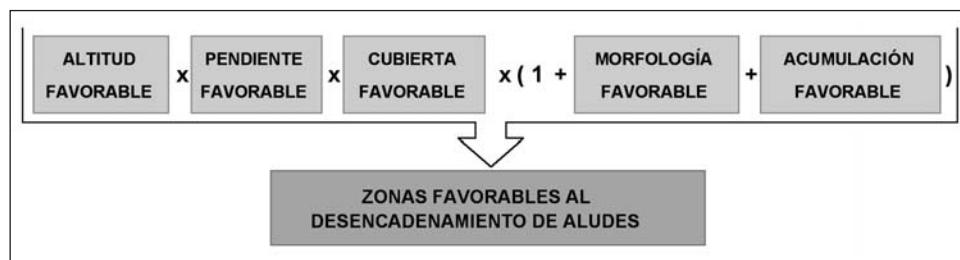 ALTITUD FAVORABLE x PENDIENTE FAVORABLE x CUBIERTA FAVORABLE x ( 1 + MORFOLOGÍA FAVORABLE + ACUMULACIÓN FAVORABLE )
ZONAS FAVORABLES AL
DESENCADENAMIENTO DE ALUDES